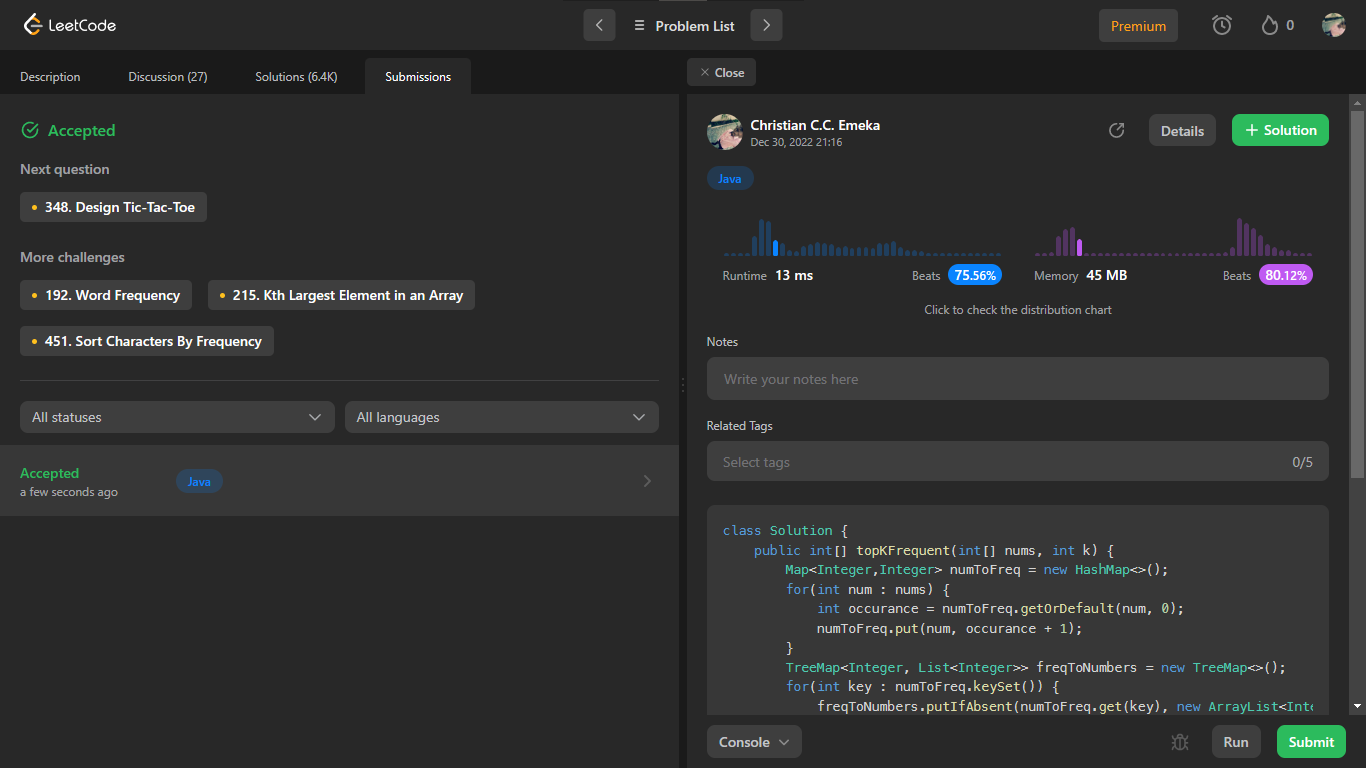 LeetCode
Problem List
Premium
0
Description Discussion (27) Solutions (6.4K) Submissions
Close
Accepted
Next question
348. Design Tic-Tac-Toe
More challenges
192. Word Frequency 215. Kth Largest Element in an Array
451. Sort Characters By Frequency
All statuses All languages
Accepted
a few seconds ago
Java
Christian C.C. Emeka
Dec 30, 2022 21:16
Details
+ Solution
Java
Runtime 13 ms Beats 75.56%
Memory 45 MB Beats 80.12%
Click to check the distribution chart
Notes
Write your notes here
Related Tags
Select tags 0/5
class Solution {
    public int[] topKFrequent(int[] nums, int k) {
        Map<Integer,Integer> numToFreq = new HashMap<>();
        for(int num : nums) {
            int occurance = numToFreq.getOrDefault(num, 0);
            numToFreq.put(num, occurance + 1);
        }
        TreeMap<Integer, List<Integer>> freqToNumbers = new TreeMap<>();
        for(int key : numToFreq.keySet()) {
            freqToNumbers.putIfAbsent(numToFreq.get(key), new ArrayList<Inte
Console Run Submit